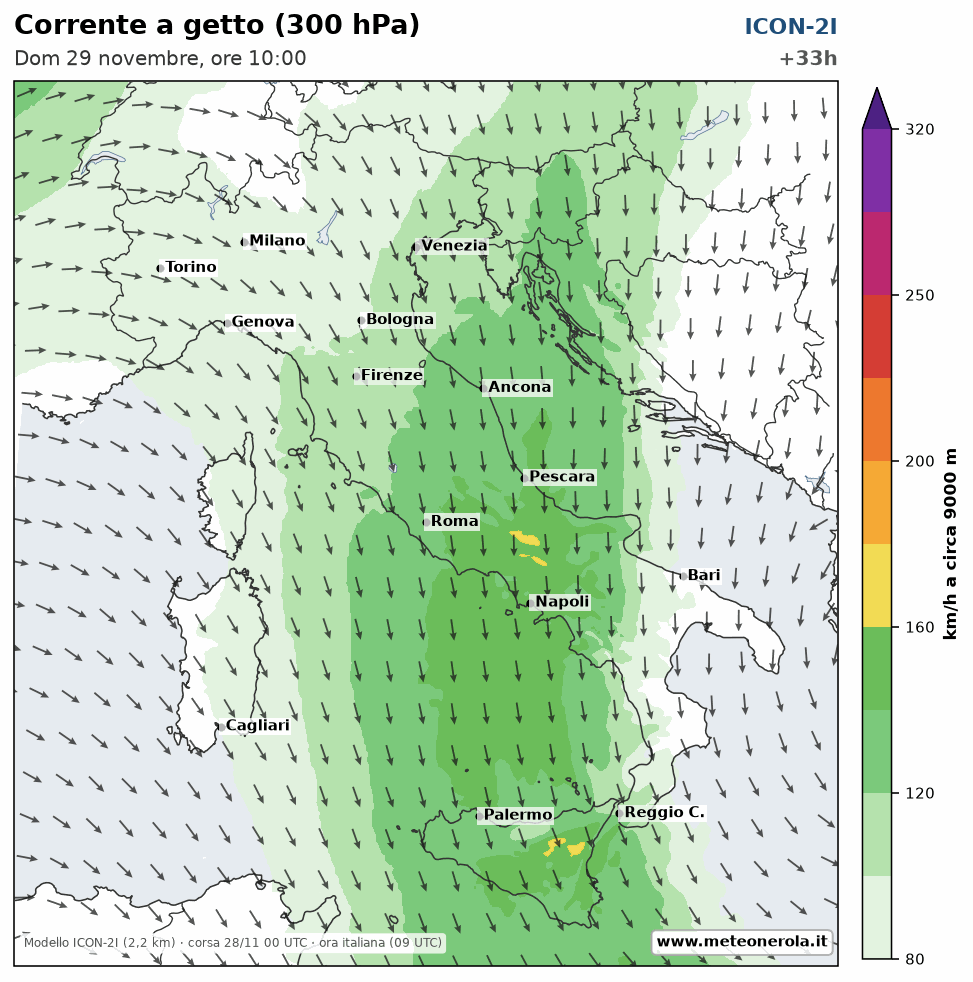 Corrente a getto (300 hPa)
ICON-2I
Dom 29 novembre, ore 10:00
+33h
Milano
Venezia
Torino
Genova
Bologna
Firenze
Ancona
Pescara
Roma
Bari
Napoli
Cagliari
Palermo
Reggio C.
320
250
200
160
120
80
km/h a circa 9000 m
Modello ICON-2I (2,2 km) · corsa 28/11 00 UTC · ora italiana (09 UTC)
www.meteonerola.it